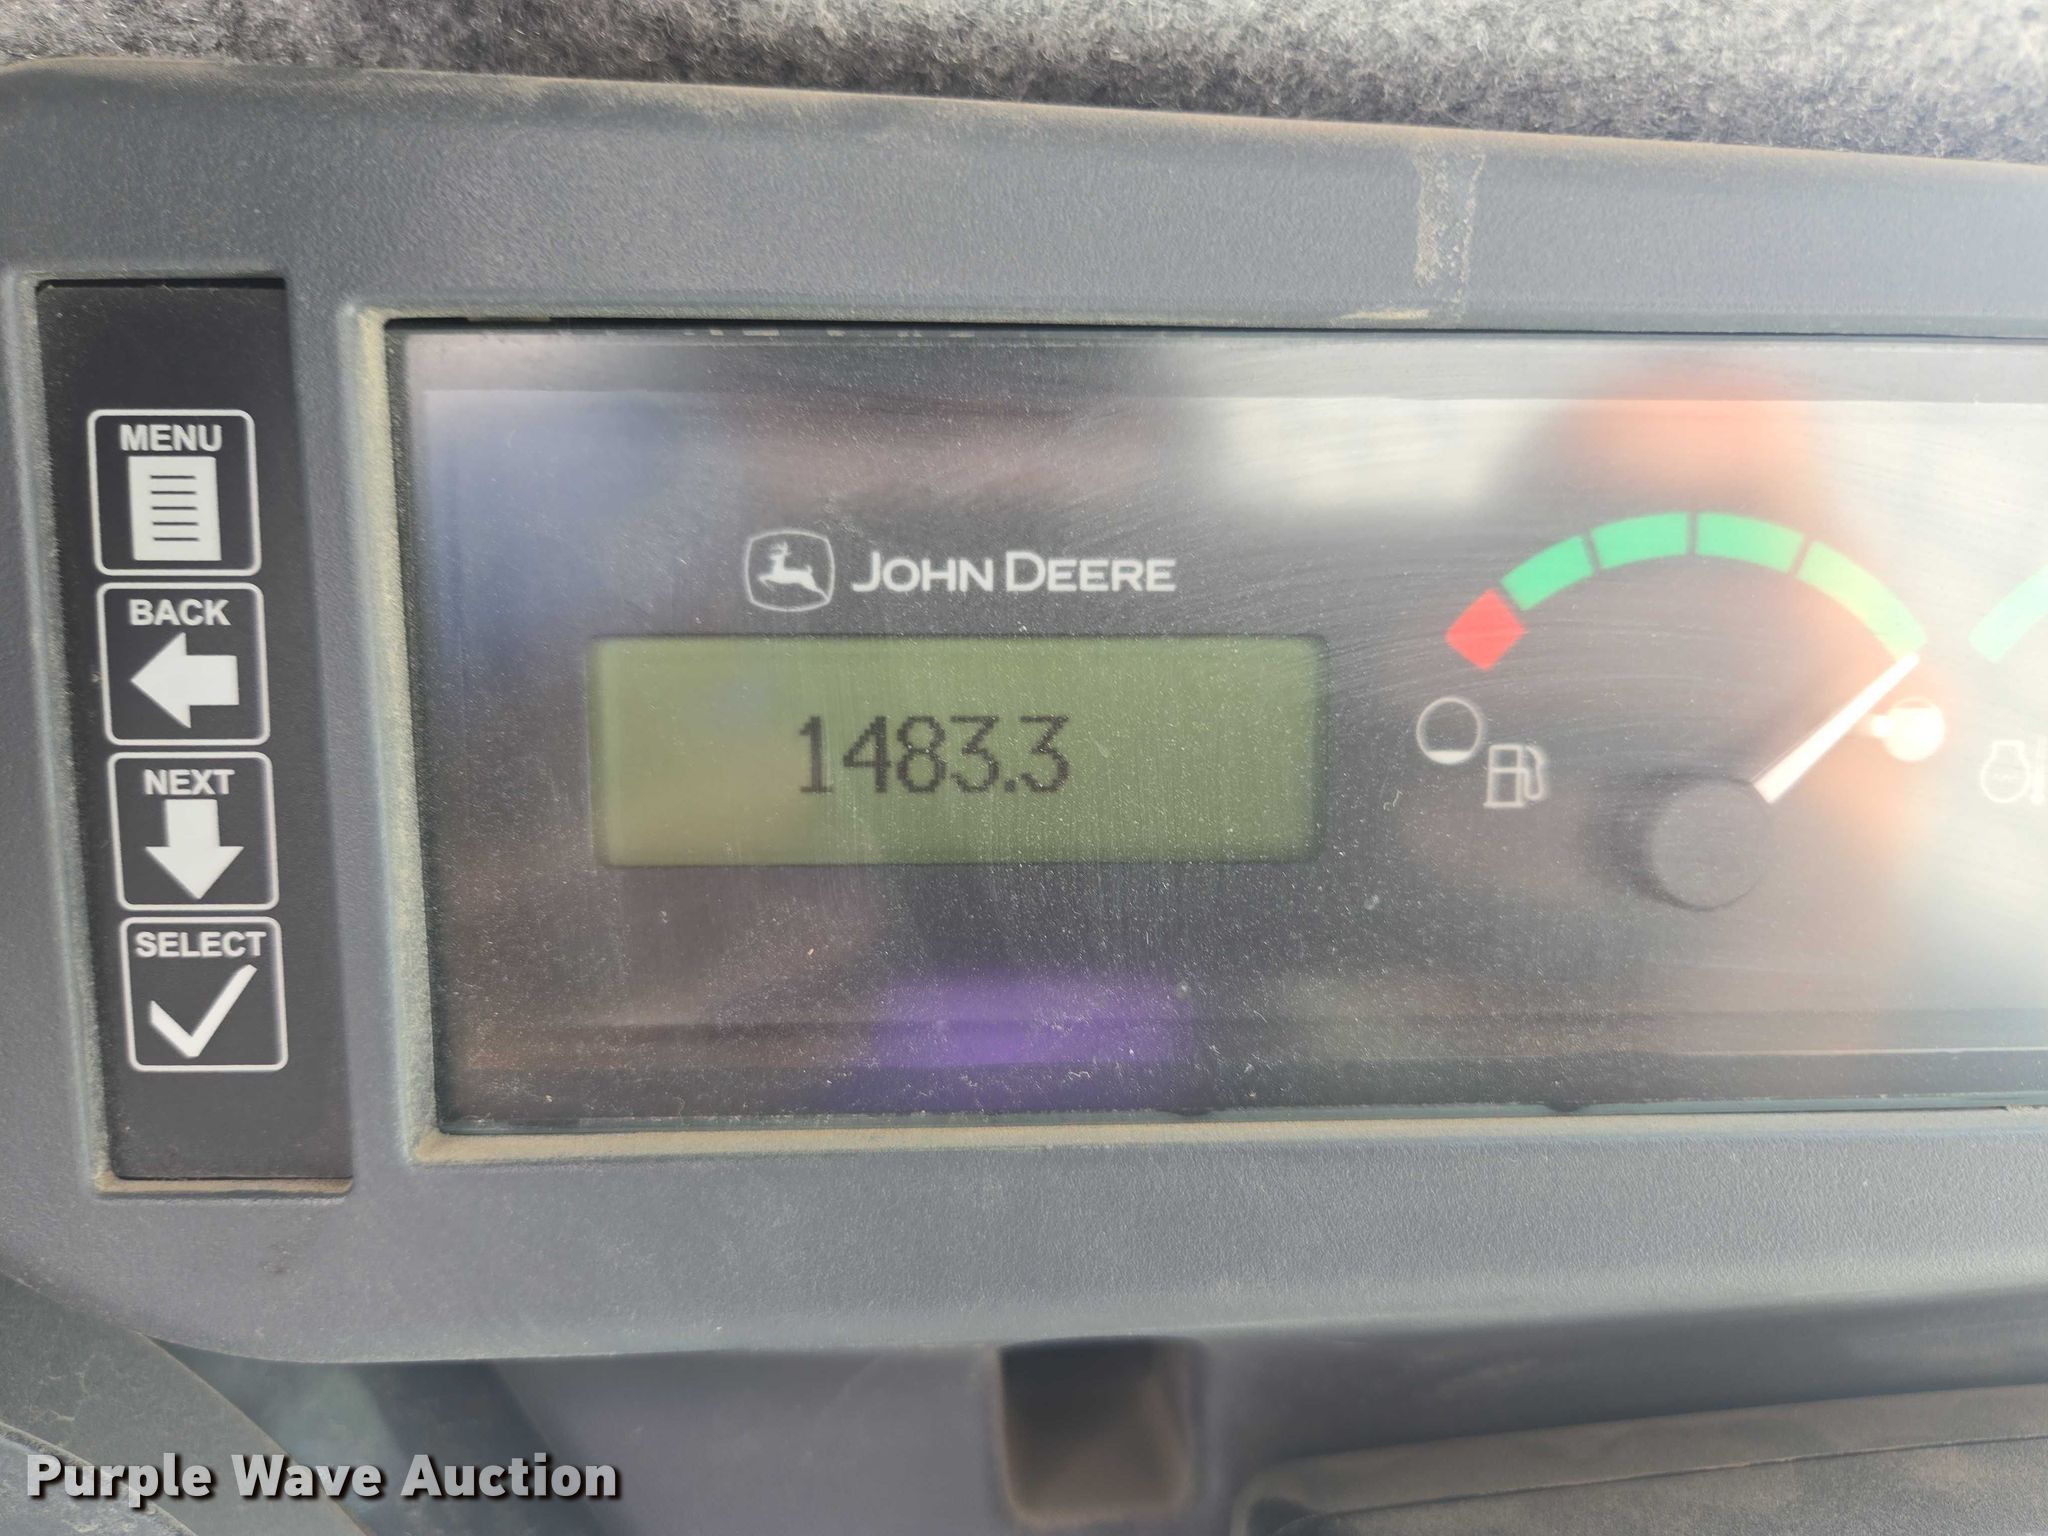 MENU
BACK
NEXT
SELECT
JOHN DEERE
1483.3
Purple Wave Auction